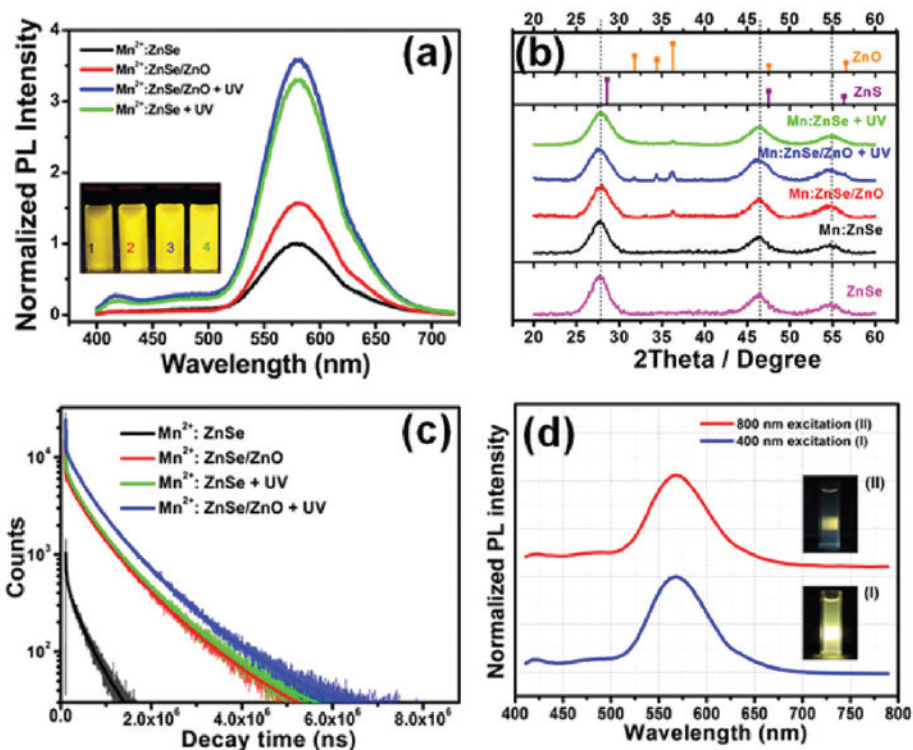 (a)
Mn2+:ZnSe
Mn2+:ZnSe/ZnO
Mn2+:ZnSe/ZnO + UV
Mn2+:ZnSe + UV
4
3
2
1
0
Normalized PL Intensity
1 2 3 4
400 450 500 550 600 650 700
Wavelength (nm)
20 25 30 35 40 45 50 55 60
(b)
ZnO
ZnS
Mn:ZnSe + UV
Mn:ZnSe/ZnO + UV
Mn:ZnSe/ZnO
Mn:ZnSe
ZnSe
20 25 30 35 40 45 50 55 60
2Theta / Degree
(c)
Mn2+: ZnSe
Mn2+: ZnSe/ZnO
Mn2+: ZnSe + UV
Mn2+: ZnSe/ZnO + UV
10^4
10^3
10^2
Counts
0.0 2.0x10^6 4.0x10^6 6.0x10^6 8.0x10^6
Decay time (ns)
(d)
800 nm excitation (II)
400 nm excitation (I)
(II)
(I)
Normalized PL intensity
400 450 500 550 600 650 700 750 800
Wavelength (nm)